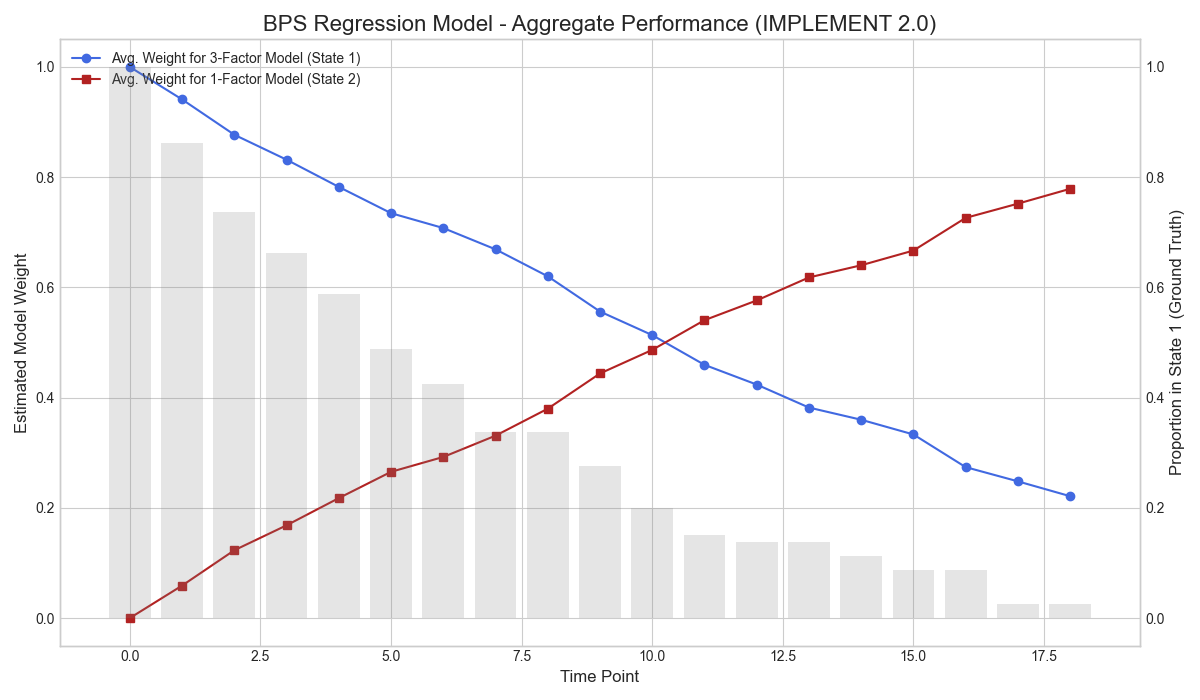 BPS Regression Model - Aggregate Performance (IMPLEMENT 2.0)
Avg. Weight for 3-Factor Model (State 1)
Avg. Weight for 1-Factor Model (State 2)
Estimated Model Weight
1.0
0.8
0.6
0.4
0.2
0.0
1.0
0.8
0.6
0.4
0.2
0.0
Proportion in State 1 (Ground Truth)
0.0 2.5 5.0 7.5 10.0 12.5 15.0 17.5
Time Point